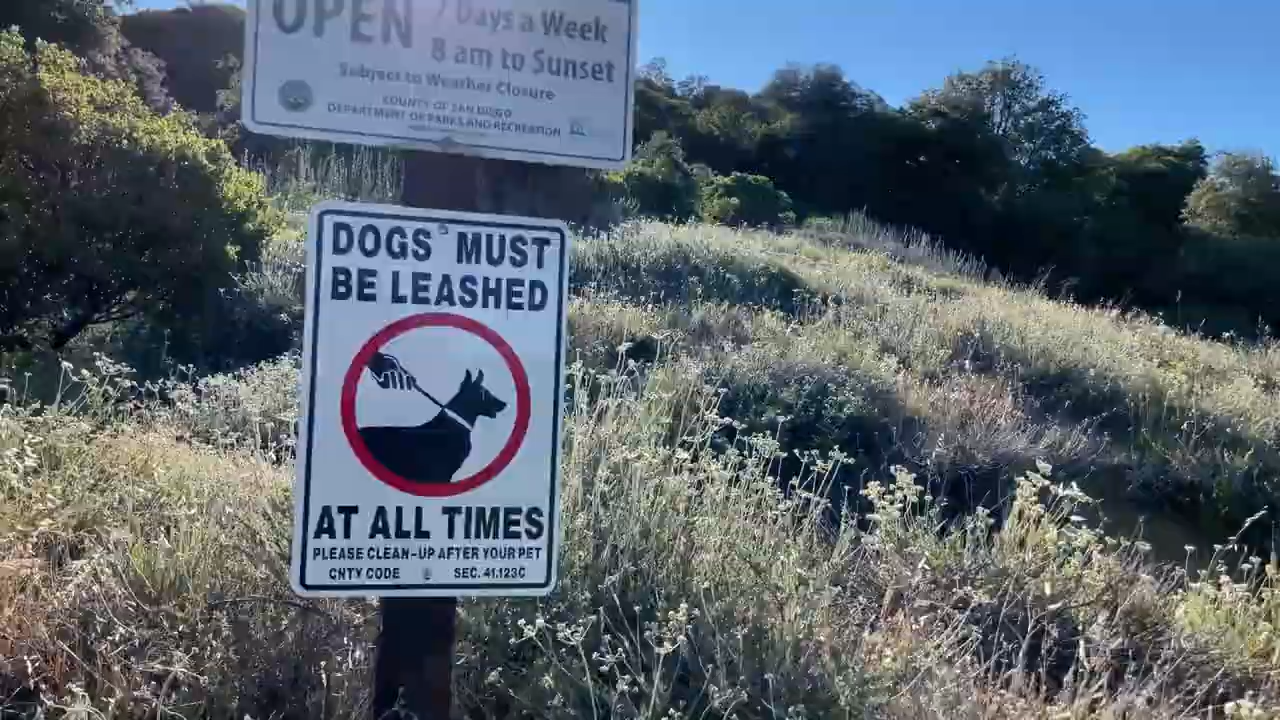 OPEN 7 Days a Week
8 am to Sunset
Subject to Weather Closure
COUNTY OF SAN DIEGO
DEPARTMENT OF PARKS AND RECREATION
DOGS MUST
BE LEASHED
AT ALL TIMES
PLEASE CLEAN-UP AFTER YOUR PET
CNTY CODE SEC. 41.123C